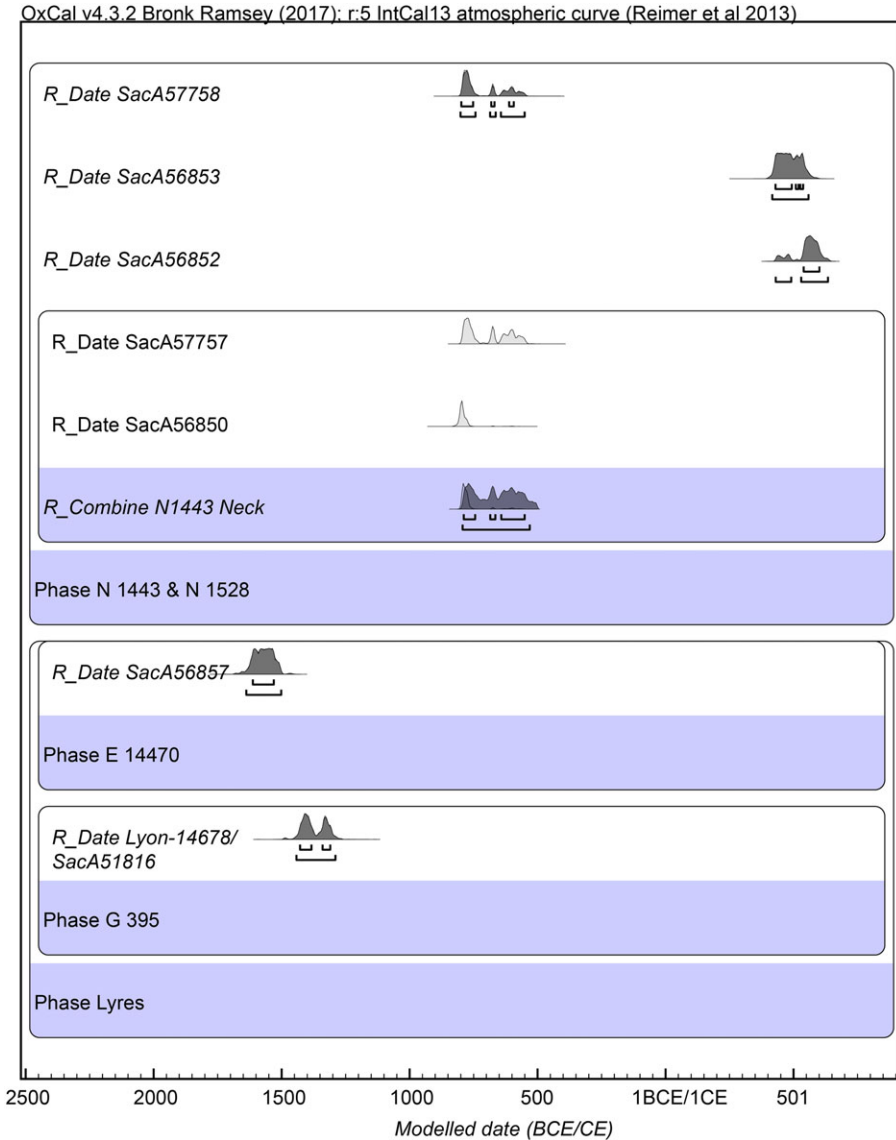 OxCal v4.3.2 Bronk Ramsey (2017); r:5 IntCal13 atmospheric curve (Reimer et al 2013)
R_Date SacA57758
R_Date SacA56853
R_Date SacA56852
R_Date SacA57757
R_Date SacA56850
R_Combine N1443 Neck
Phase N 1443 & N 1528
R_Date SacA56857
Phase E 14470
R_Date Lyon-14678/
SacA51816
Phase G 395
Phase Lyres
2500 2000 1500 1000 500 1BCE/1CE 501
Modelled date (BCE/CE)